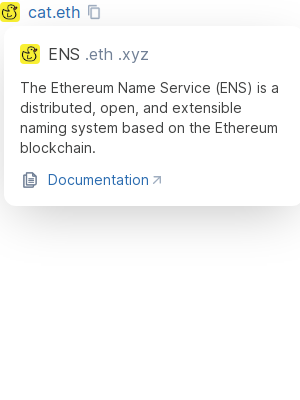 cat.eth
ENS .eth .xyz
The Ethereum Name Service (ENS) is a
distributed, open, and extensible
naming system based on the Ethereum
blockchain.
Documentation